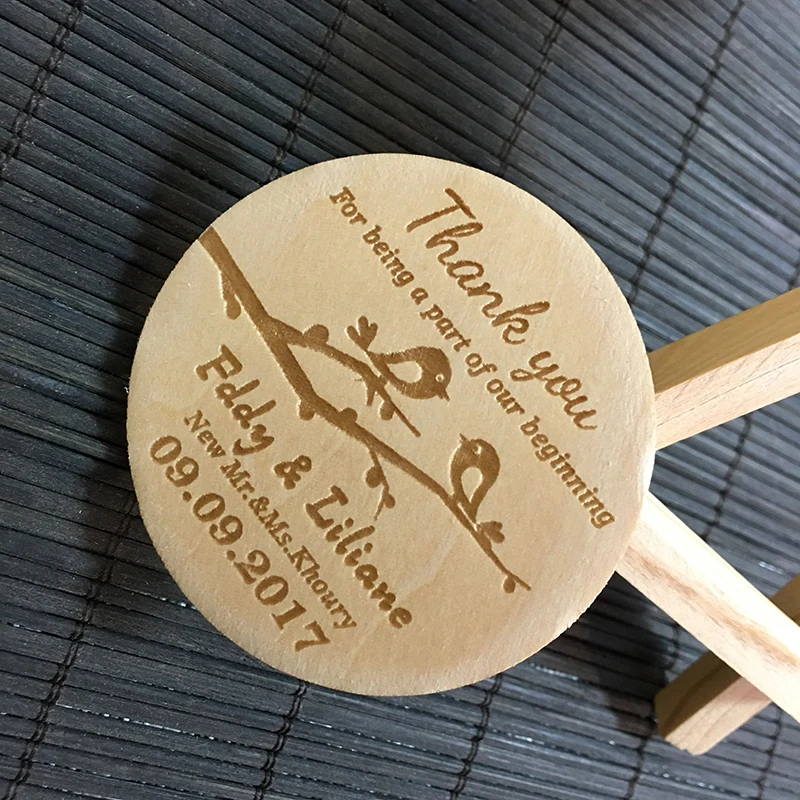 Thank you
For being a part of our beginning
Eddy & Liliane
New Mr.&Ms.Khoury
09.09.2017